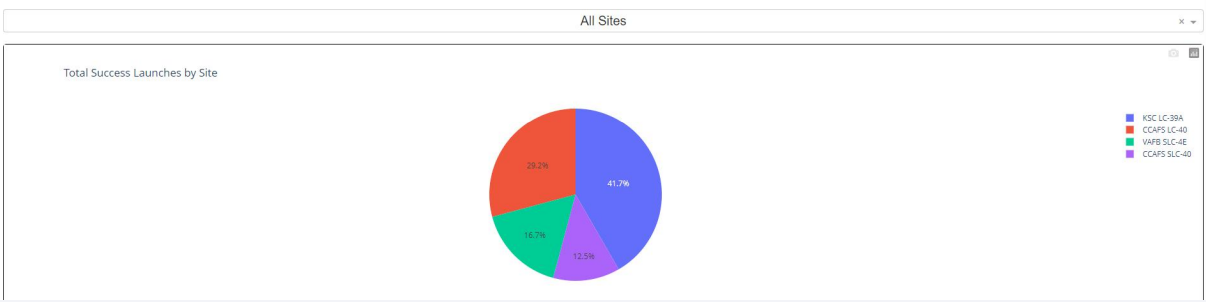 All Sites
Total Success Launches by Site
KSC LC-39A
CCAFS LC-40
VAFB SLC-4E
CCAFS SLC-40
29.2%
41.7%
16.7%
12.5%